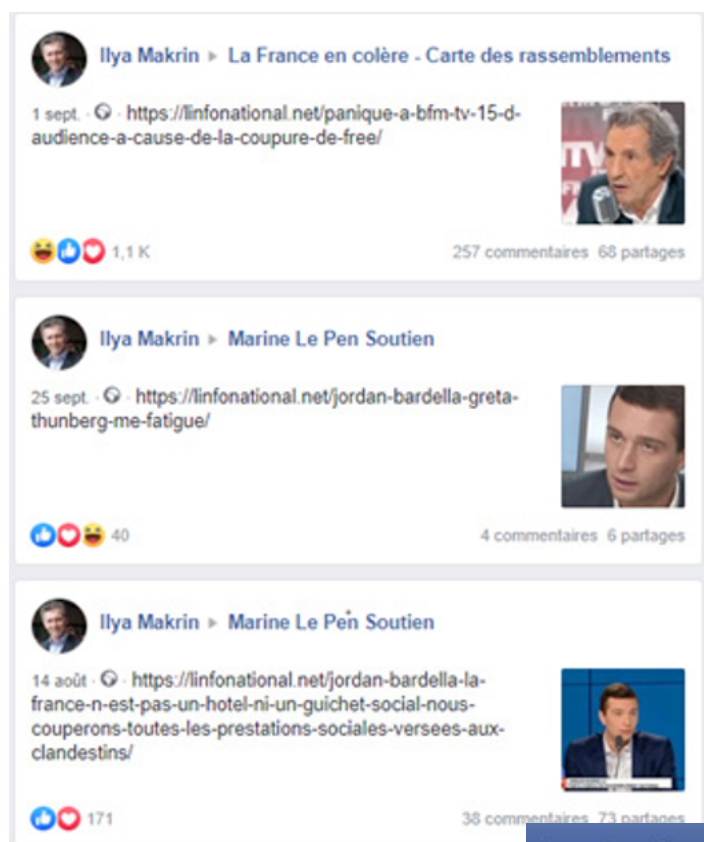 Ilya Makrin ▸ La France en colère - Carte des rassemblements
1 sept. · https://linfonational.net/panique-a-bfm-tv-15-d-
audience-a-cause-de-la-coupure-de-free/
1,1 K
257 commentaires 68 partages
Ilya Makrin ▸ Marine Le Pen Soutien
25 sept. · https://linfonational.net/jordan-bardella-greta-
thunberg-me-fatigue/
40
4 commentaires 6 partages
Ilya Makrin ▸ Marine Le Pen Soutien
14 août · https://linfonational.net/jordan-bardella-la-
france-n-est-pas-un-hotel-ni-un-guichet-social-nous-
couperons-toutes-les-prestations-sociales-versees-aux-
clandestins/
171
38 commentaires 73 partages